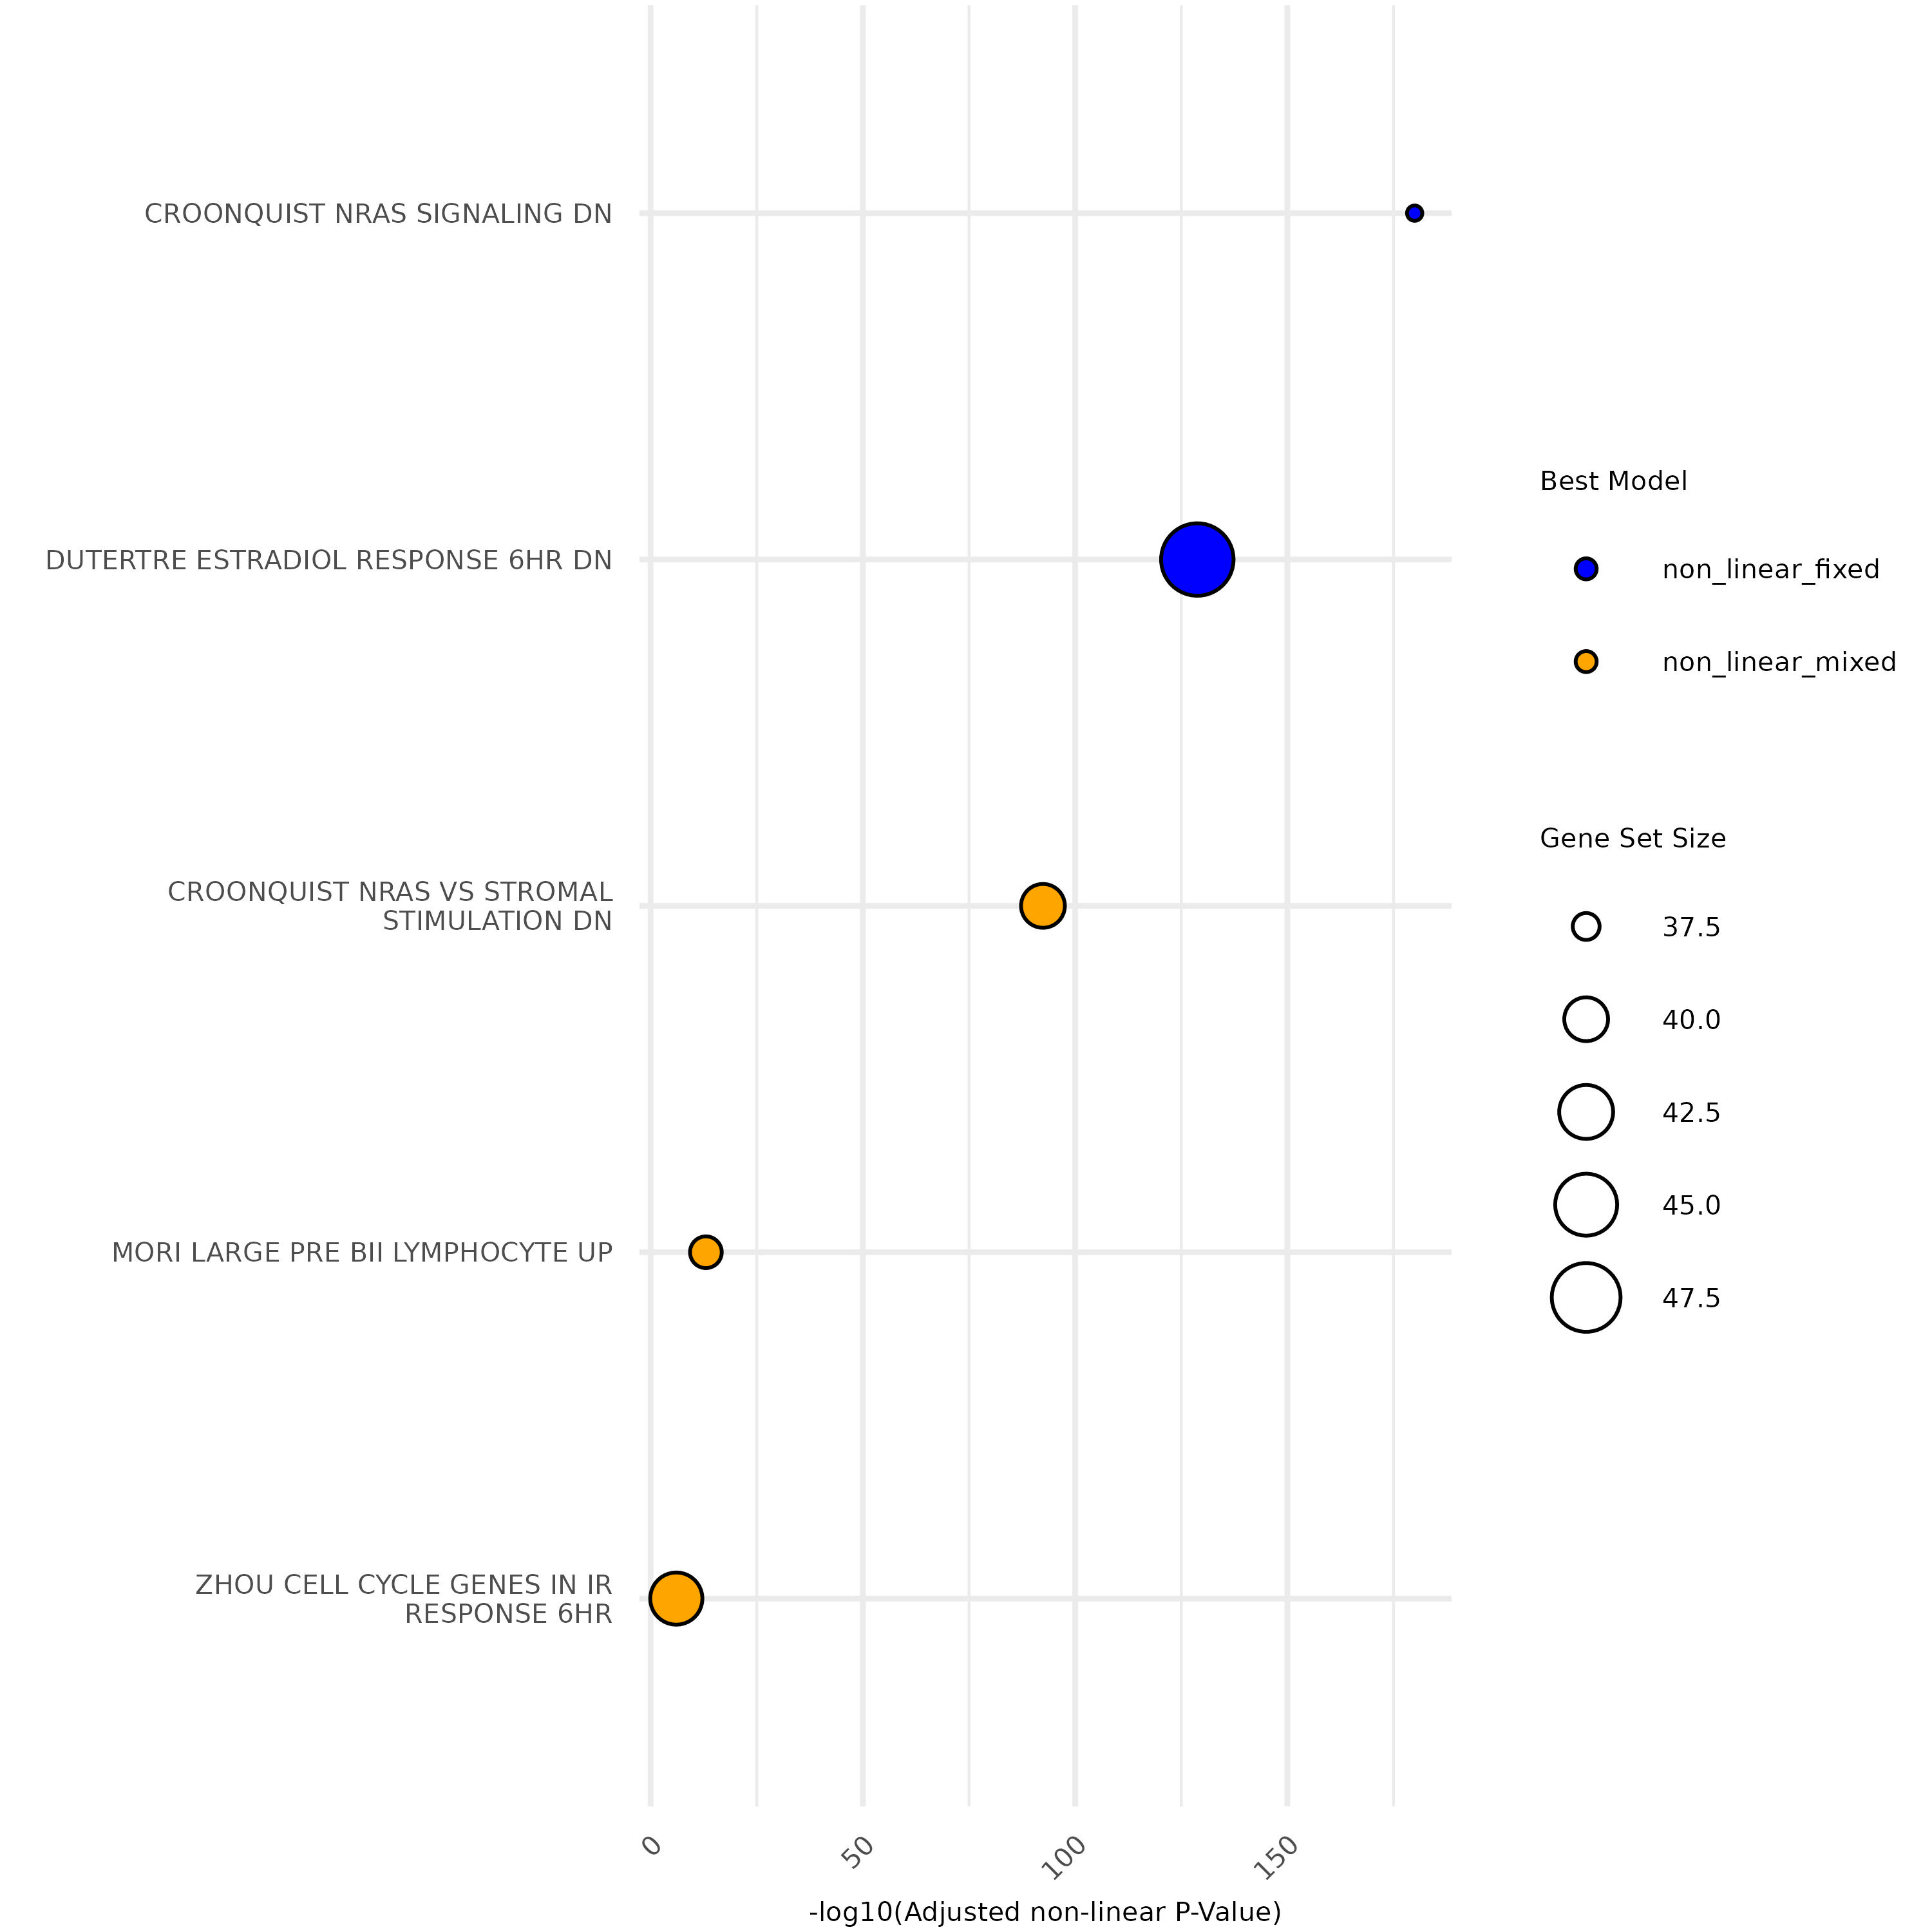 CROONQUIST NRAS SIGNALING DN
DUTERTRE ESTRADIOL RESPONSE 6HR DN
CROONQUIST NRAS VS STROMAL
STIMULATION DN
MORI LARGE PRE BII LYMPHOCYTE UP
ZHOU CELL CYCLE GENES IN IR
RESPONSE 6HR
0
50
100
150
-log10(Adjusted non-linear P-Value)
Best Model
non_linear_fixed
non_linear_mixed
Gene Set Size
37.5
40.0
42.5
45.0
47.5